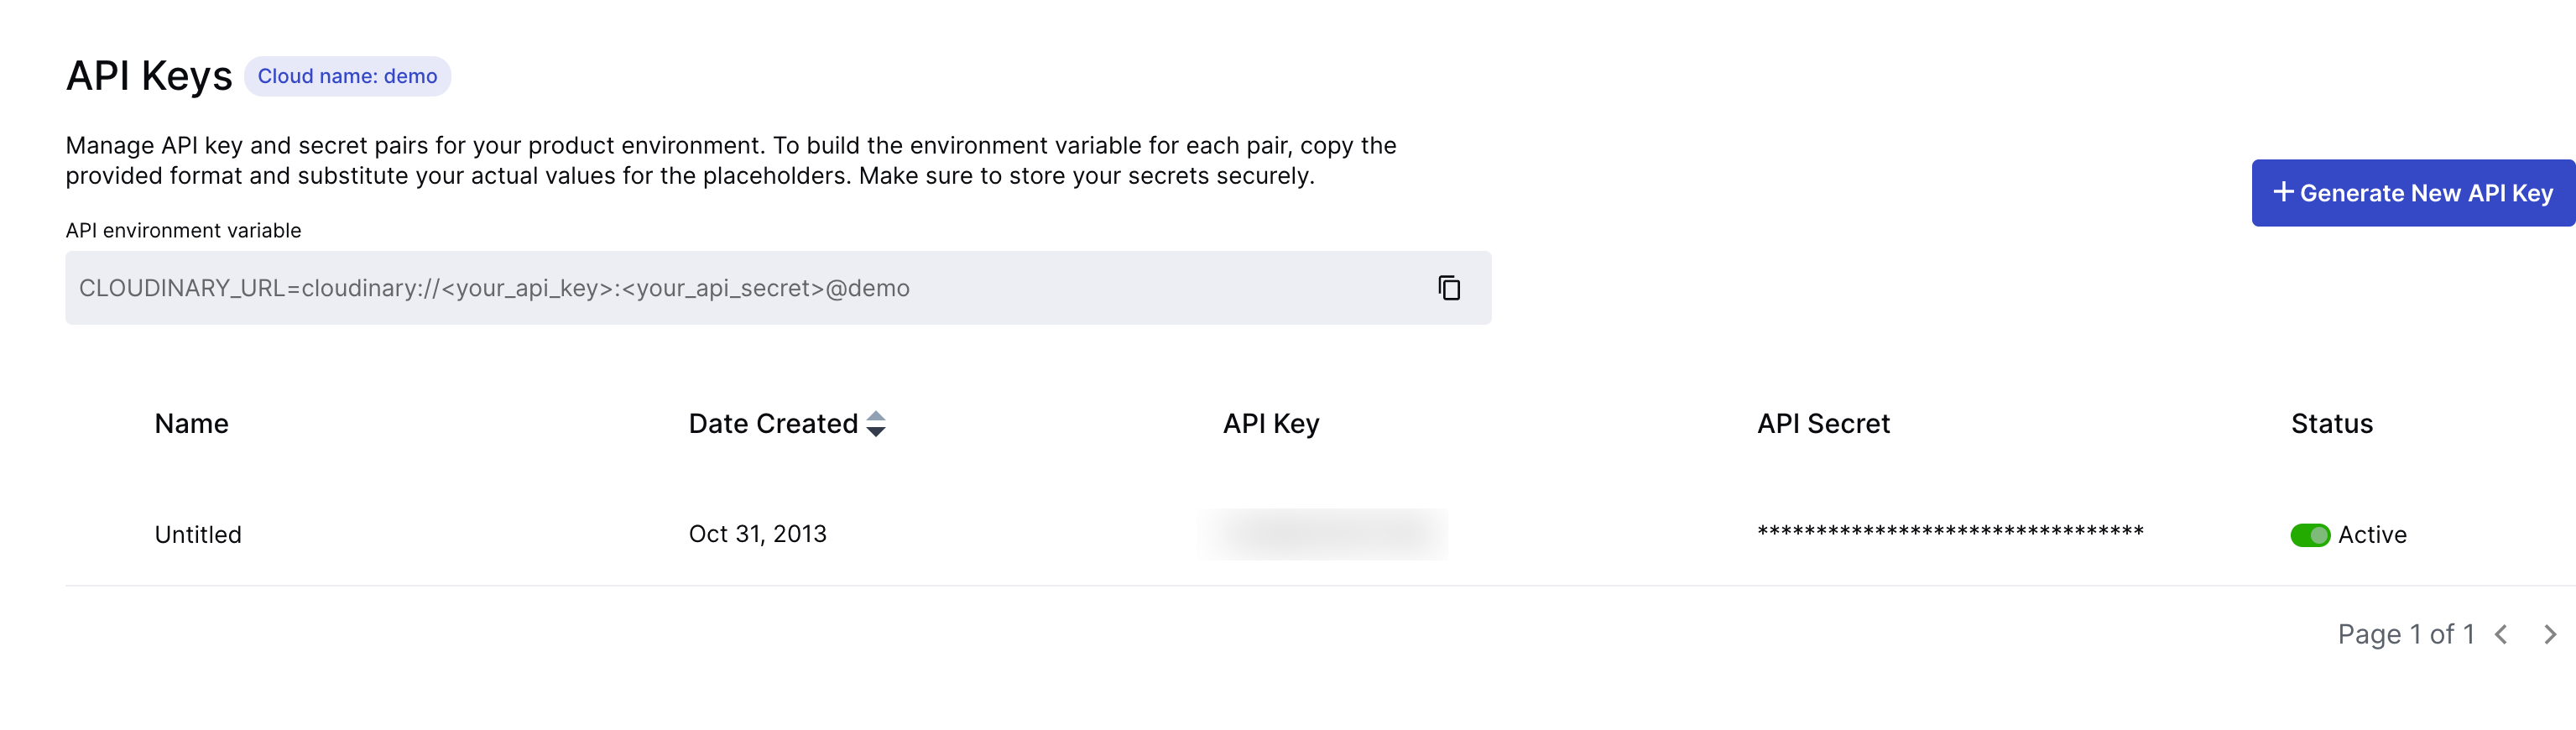 API Keys Cloud name: demo
Manage API key and secret pairs for your product environment. To build the environment variable for each pair, copy the
provided format and substitute your actual values for the placeholders. Make sure to store your secrets securely.
+ Generate New API Key
API environment variable
CLOUDINARY_URL=cloudinary://<your_api_key>:<your_api_secret>@demo
Name Date Created API Key API Secret Status
Untitled Oct 31, 2013 ********************************* Active
Page 1 of 1